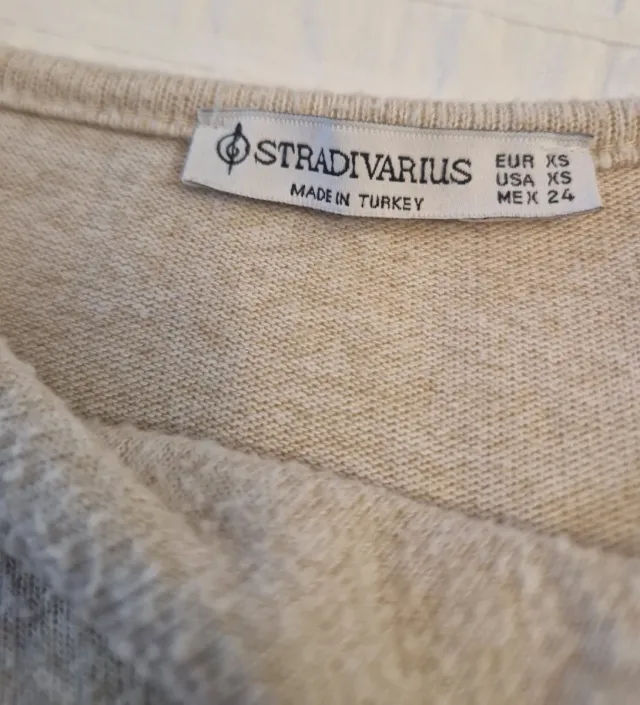 STRADIVARIUS
MADE IN TURKEY
EUR XS
USA XS
MEX 24